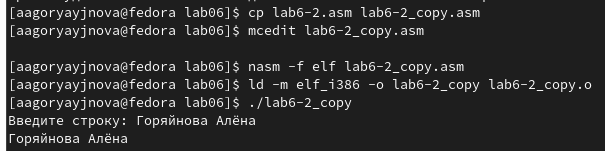 [aagoryayjnova@fedora lab06]$ cp lab6-2.asm lab6-2_copy.asm
[aagoryayjnova@fedora lab06]$ mcedit lab6-2_copy.asm
[aagoryayjnova@fedora lab06]$ nasm -f elf lab6-2_copy.asm
[aagoryayjnova@fedora lab06]$ ld -m elf_i386 -o lab6-2_copy lab6-2_copy.o
[aagoryayjnova@fedora lab06]$ ./lab6-2_copy
Введите строку: Горяйнова Алёна
Горяйнова Алёна